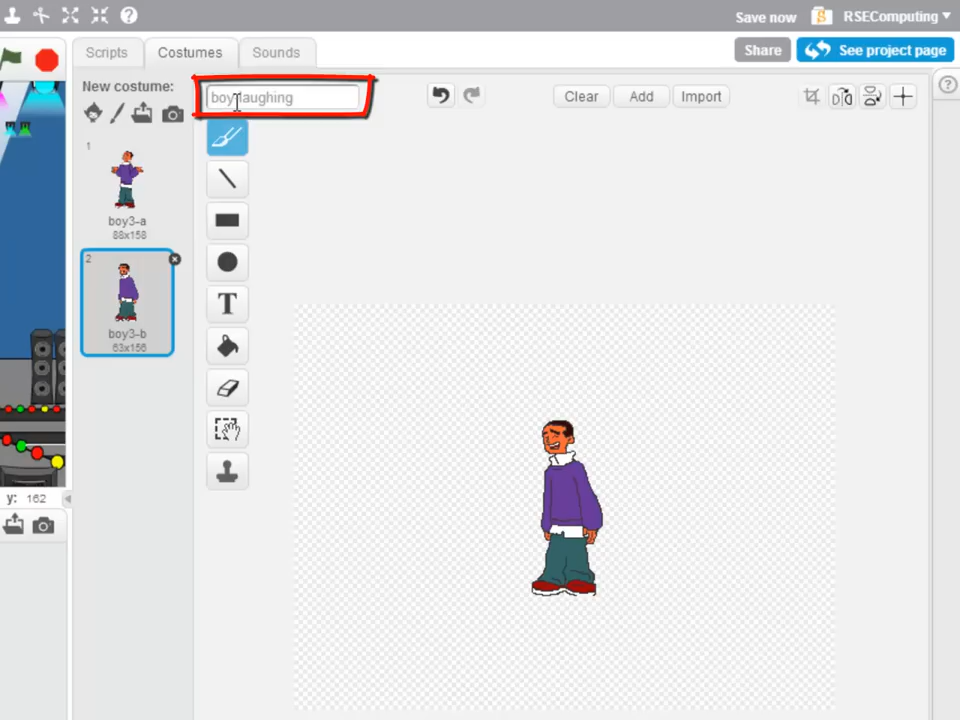 Save now RSEComputing
Scripts Costumes Sounds Share See project page
New costume: boy laughing Clear Add Import
1
boy3-a
88x158
2
boy3-b
63x156
T
y: 162